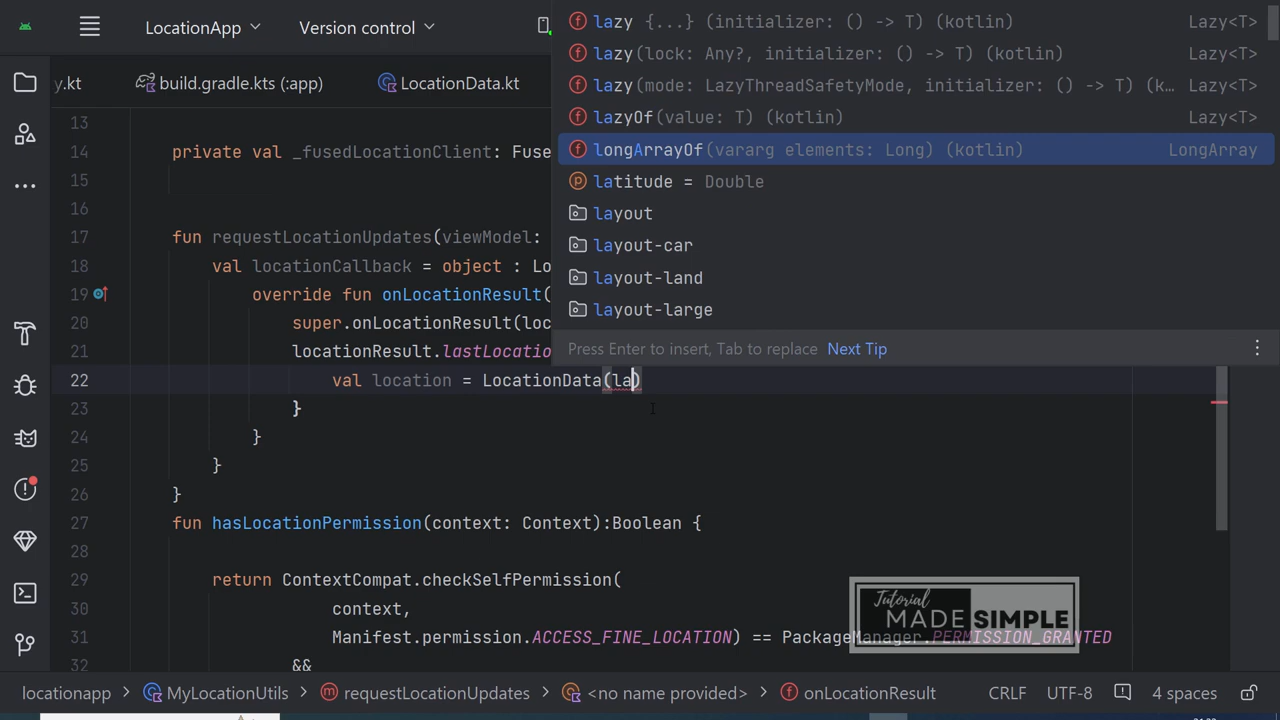 LocationApp
Version control
y.kt
build.gradle.kts (:app)
LocationData.kt
lazy {...} (initializer: () -> T) (kotlin) Lazy<T>
lazy(lock: Any?, initializer: () -> T) (kotlin) Lazy<T>
lazy(mode: LazyThreadSafetyMode, initializer: () -> T) (k... Lazy<T>
lazyOf(value: T) (kotlin) Lazy<T>
longArrayOf(vararg elements: Long) (kotlin) LongArray
latitude = Double
layout
layout-car
layout-land
layout-large
Press Enter to insert, Tab to replace Next Tip
13
14 private val _fusedLocationClient: Fuse
15
16
17 fun requestLocationUpdates(viewModel:
18 val locationCallback = object : Lo
19 override fun onLocationResult(
20 super.onLocationResult(loc
21 locationResult.lastLocatio
22 val location = LocationData(la)
23 }
24 }
25 }
26 }
27 fun hasLocationPermission(context: Context):Boolean {
28
29 return ContextCompat.checkSelfPermission(
30 context,
31 Manifest.permission.ACCESS_FINE_LOCATION) == PackageManager.PERMISSION_GRANTED
32 &&
Tutorial
MADE SIMPLE
locationapp > MyLocationUtils > requestLocationUpdates > <no name provided> > onLocationResult
CRLF UTF-8 4 spaces